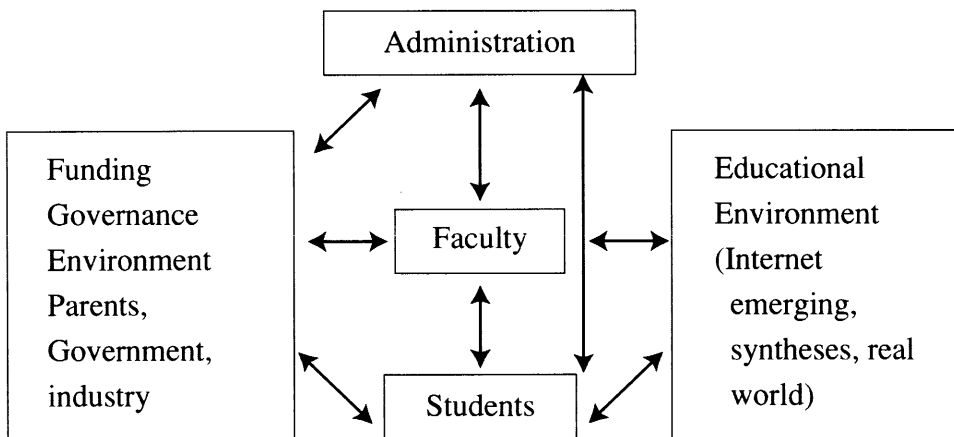 Administration
Funding
Governance
Environment
Parents,
Government,
industry
Faculty
Students
Educational
Environment
(Internet
emerging,
syntheses, real
world)